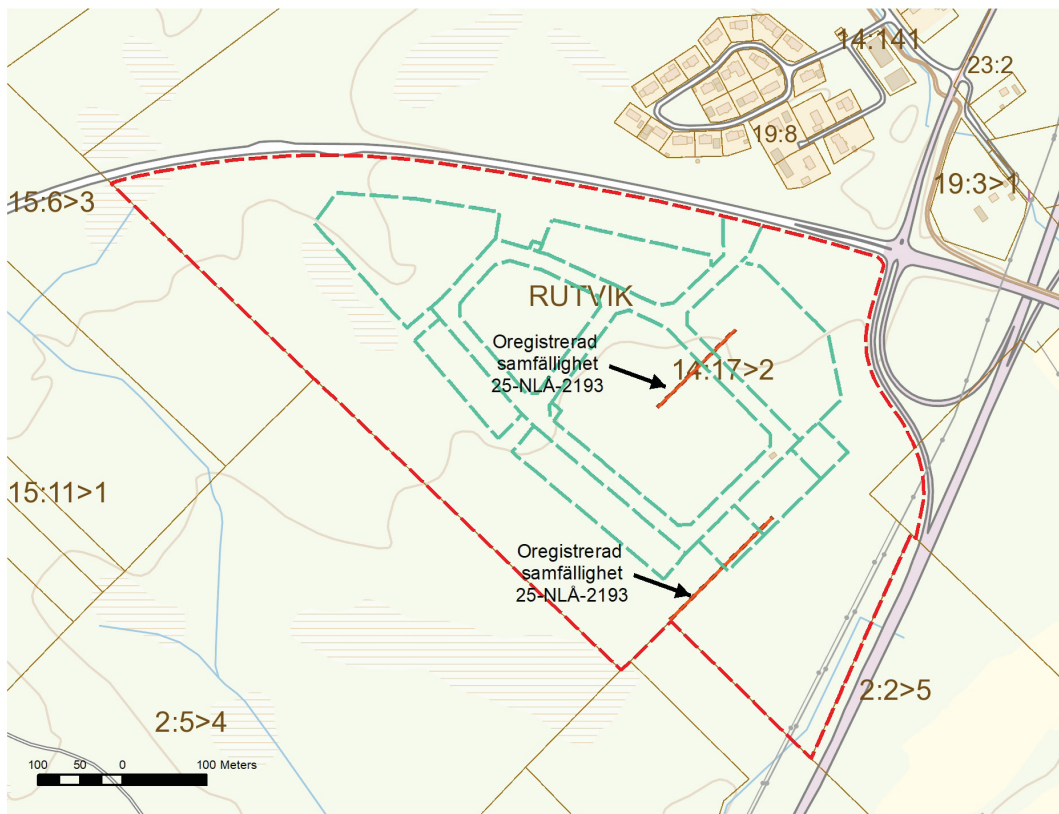 14:141
23:2
19:8
19:3>1
15:6>3
RUTVIK
Oregistrerad
samfällighet
25-NLÅ-2193
14:17>2
15:11>1
Oregistrerad
samfällighet
25-NLÅ-2193
2:2>5
2:5>4
100 50 0 100 Meters